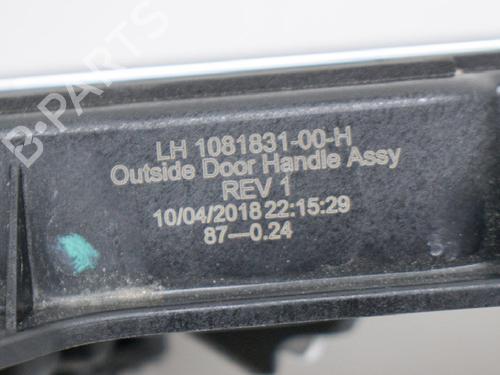 B-PARTS
LH 1081831-00-H
Outside Door Handle Assy
REV 1
10/04/2018 22:15:29
87—0.24